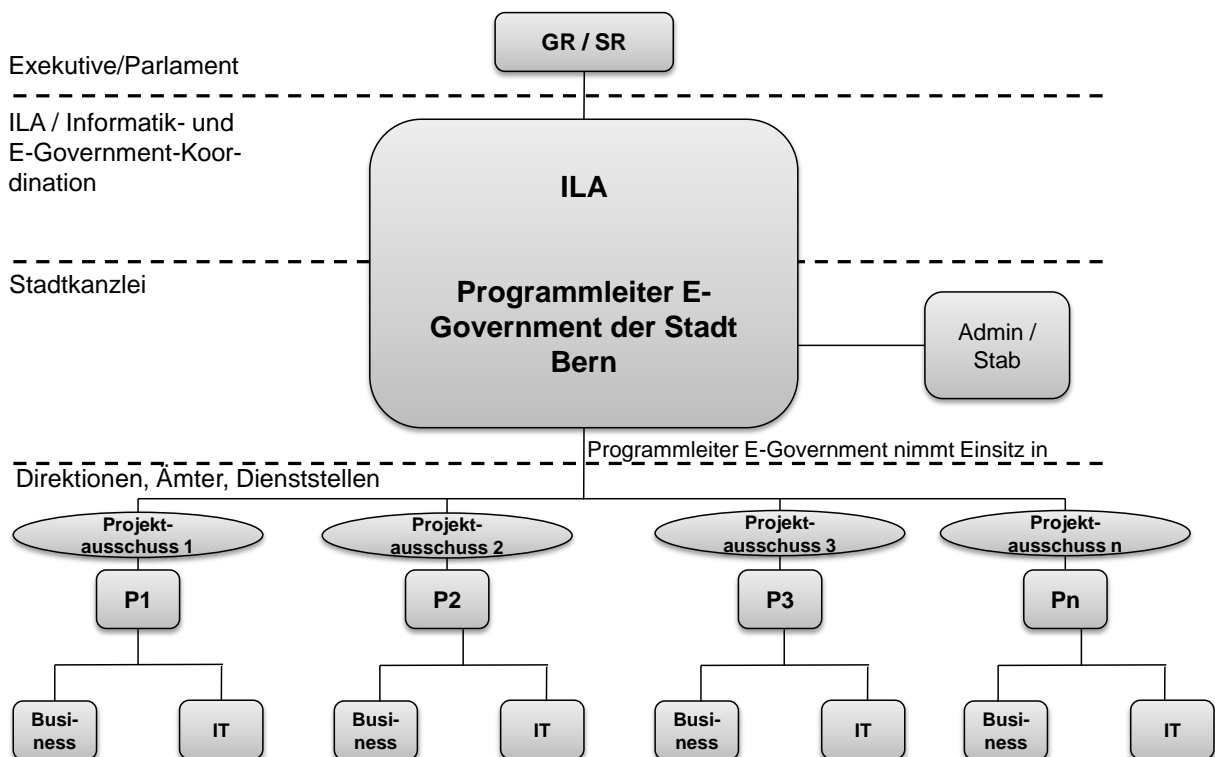 GR / SR
Exekutive/Parlament
ILA / Informatik- und
E-Government-Koor-
dination
ILA
Stadtkanzlei
Programmleiter E-
Government der Stadt
Bern
Admin /
Stab
Programmleiter E-Government nimmt Einsitz in
Direktionen, Ämter, Dienststellen
Projekt-
ausschuss 1
Projekt-
ausschuss 2
Projekt-
ausschuss 3
Projekt-
ausschuss n
P1
P2
P3
Pn
Busi-
ness
IT
Busi-
ness
IT
Busi-
ness
IT
Busi-
ness
IT